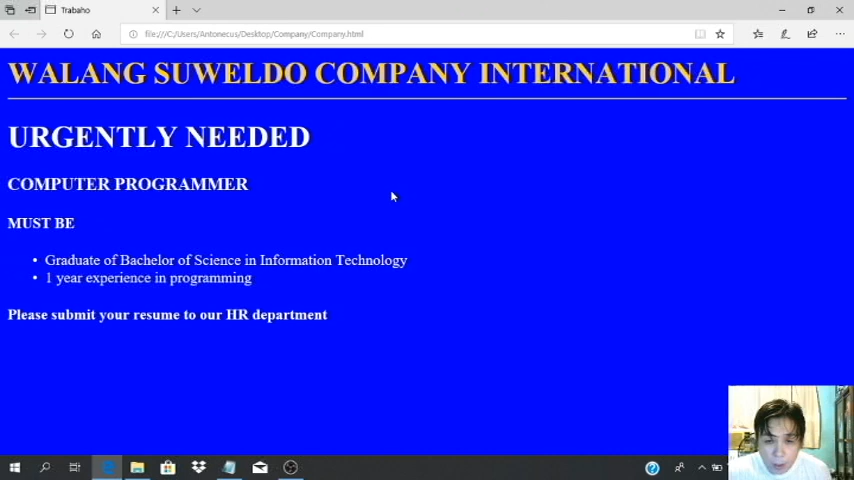 Trabaho
file:///C:/Users/Antonecus/Desktop/Company/Company.html
WALANG SUWELDO COMPANY INTERNATIONAL
URGENTLY NEEDED
COMPUTER PROGRAMMER
MUST BE
• Graduate of Bachelor of Science in Information Technology
• 1 year experience in programming
Please submit your resume to our HR department